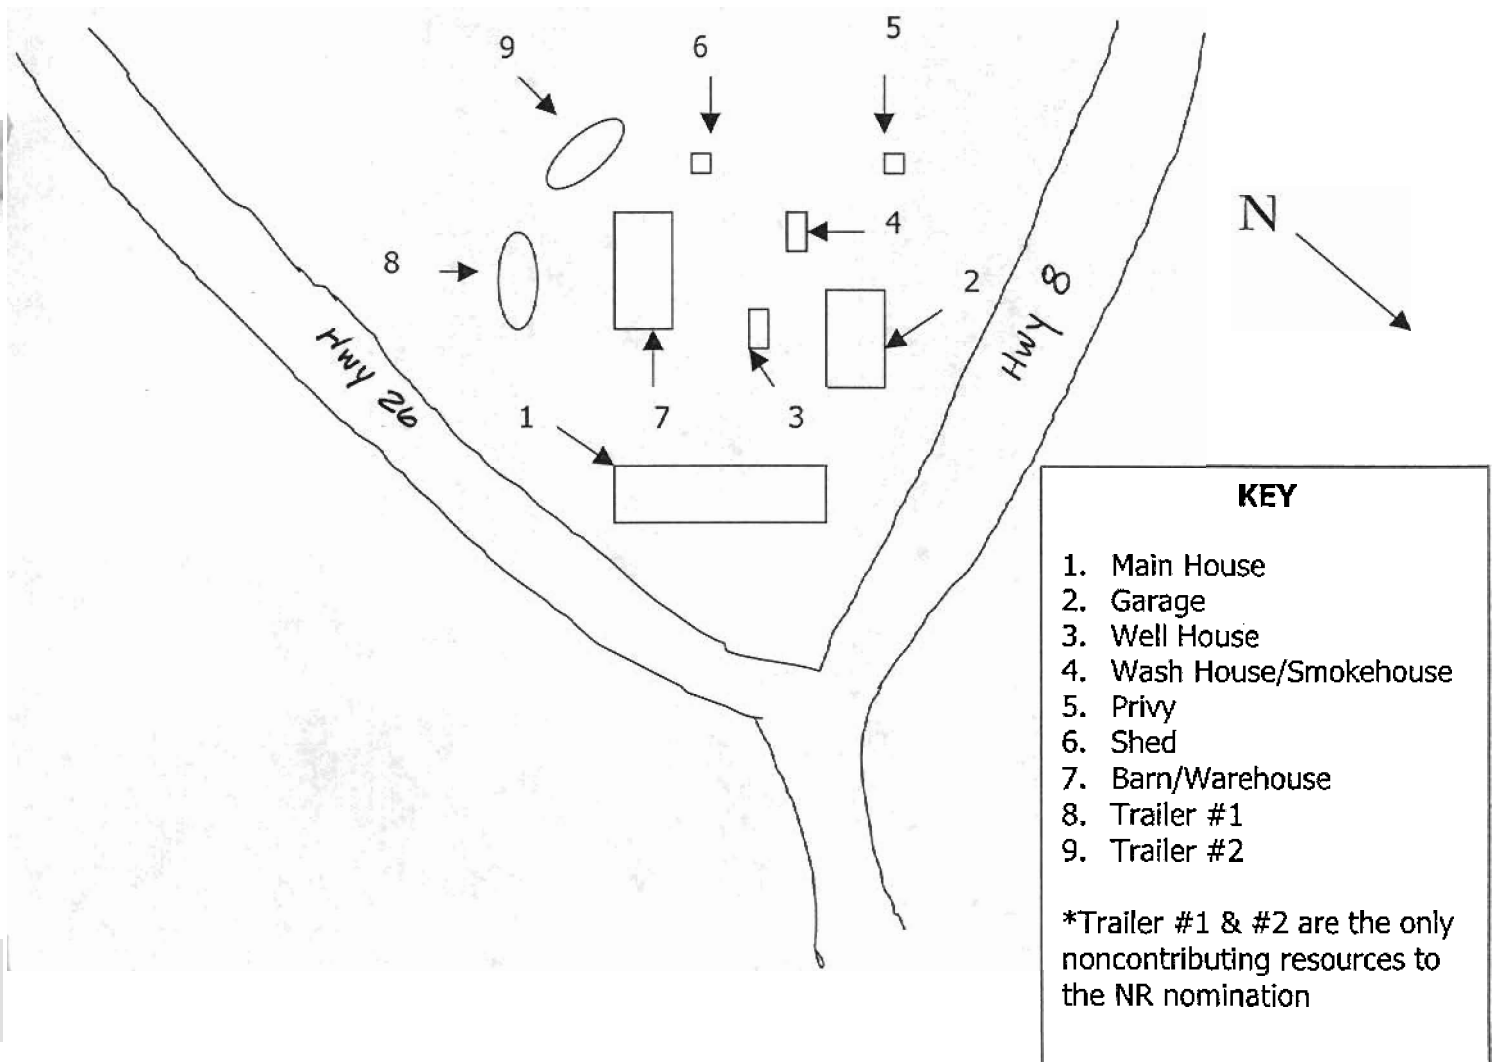 5
9
6
N
4
8
2
Hwy 8
Hwy 26
1
7
3
KEY
1. Main House
2. Garage
3. Well House
4. Wash House/Smokehouse
5. Privy
6. Shed
7. Barn/Warehouse
8. Trailer #1
9. Trailer #2
*Trailer #1 & #2 are the only
noncontributing resources to
the NR nomination